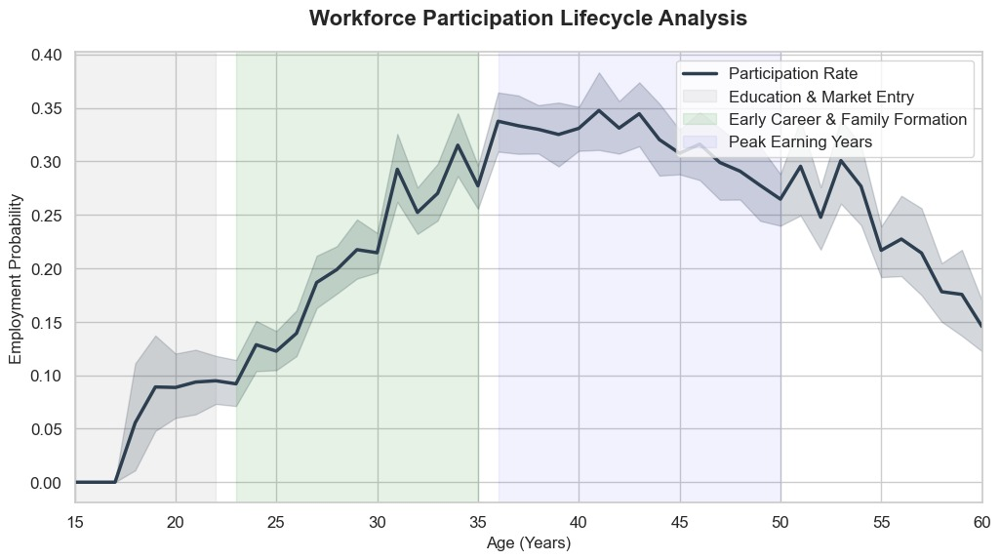 Workforce Participation Lifecycle Analysis
Participation Rate
Education & Market Entry
Early Career & Family Formation
Peak Earning Years
Employment Probability
0.40
0.35
0.30
0.25
0.20
0.15
0.10
0.05
0.00
15 20 25 30 35 40 45 50 55 60
Age (Years)